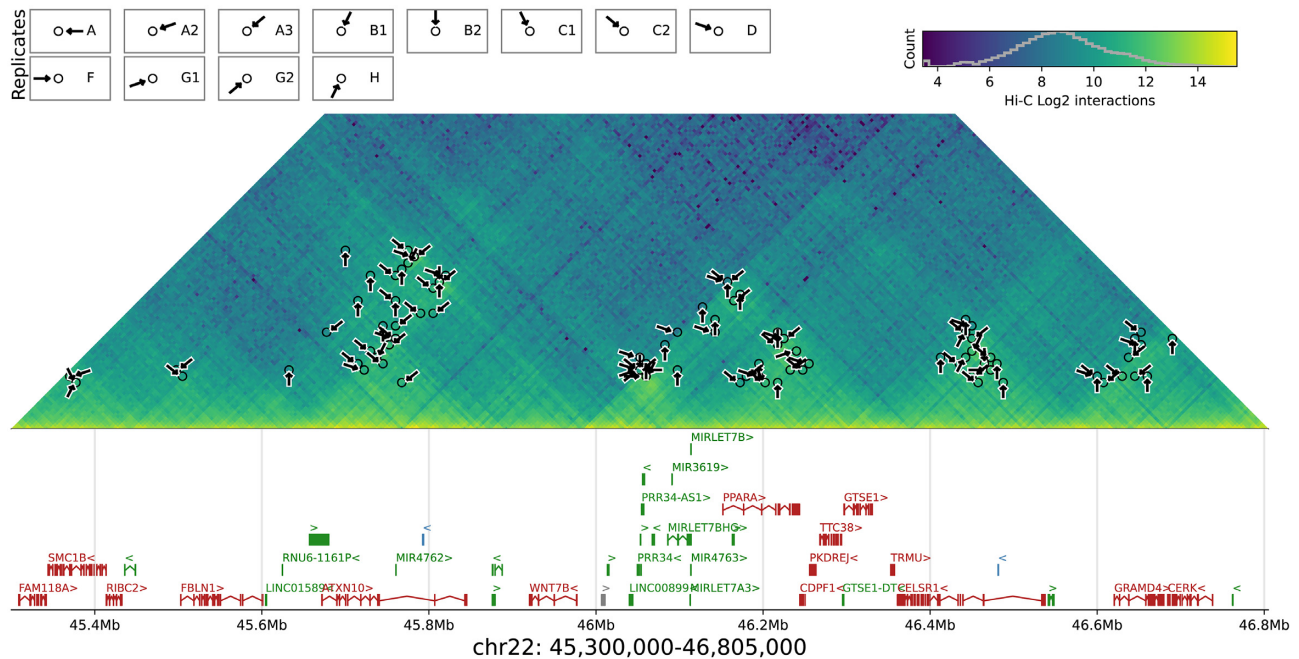 Replicates
A A2 A3 B1 B2 C1 C2 D
F G1 G2 H
Count
4 6 8 10 12 14
Hi-C Log2 interactions
MIRLET7B>
< MIR3619>
PRR34-AS1> PPARA> GTSE1>
> < > < MIRLET7BHG> TTC38>
RNU6-1161P< MIR4762> < > PRR34< MIR4763> PKDREJ< TRMU> <
SMC1B< <
FAM118A> RIBC2> FBLN1> LINC01589< ATXN10> > WNT7B< > LINC00899< MIRLET7A3> CDPF1< GTSE1-DT< CELSR1< > GRAMD4> CERK< <
45.4Mb 45.6Mb 45.8Mb 46.0Mb 46.2Mb 46.4Mb 46.6Mb 46.8Mb
chr22: 45,300,000-46,805,000